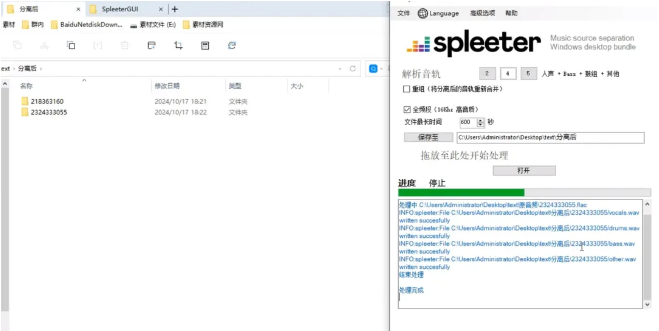 分离后
SpleeterGUI
素材
群内
BaiduNetdiskDown...
素材文件 (E:)
素材资源网
ext
分离后
名称
修改日期
类型
大小
218363160
2024/10/17 18:21
文件夹
2324333055
2024/10/17 18:22
文件夹
文件
Language
高级选项
帮助
spleeter
Music source separation
Windows desktop bundle
解析音轨
2
4
5
人声 + Bass + 鼓组 + 其他
重组 (将分离后的音轨重新合并)
全频段 (16Khz 高音质)
文件最长时间
600
秒
保存至
C:\Users\Administrator\Desktop\text\分离后
拖放至此处开始处理
打开
进度
停止
处理中 C:\Users\Administrator\Desktop\text\原音频\2324333055.flac
INFO:spleeter:File C:\Users\Administrator\Desktop\text\分离后\2324333055/vocals.wav
written succesfully
INFO:spleeter:File C:\Users\Administrator\Desktop\text\分离后\2324333055/drums.wav
written succesfully
INFO:spleeter:File C:\Users\Administrator\Desktop\text\分离后\2324333055/bass.wav
written succesfully
INFO:spleeter:File C:\Users\Administrator\Desktop\text\分离后\2324333055/other.wav
written succesfully
结束处理
处理完成